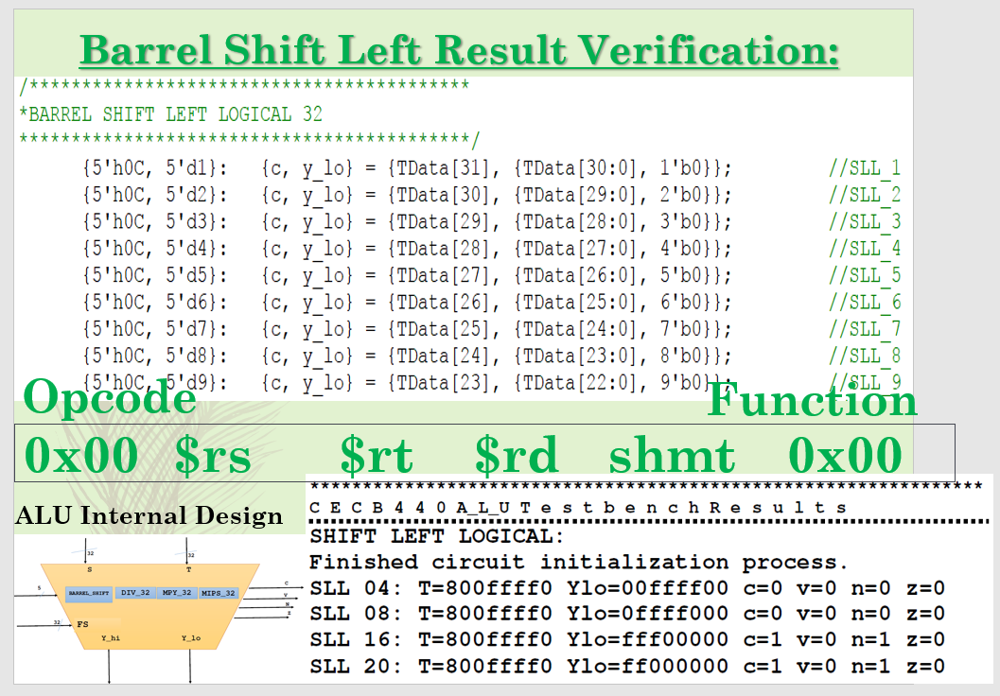 Barrel Shift Left Result Verification:
/******************************************
*BARREL SHIFT LEFT LOGICAL 32
*******************************************/
{5'h0C, 5'd1}: {c, y_lo} = {TData[31], {TData[30:0], 1'b0}}; //SLL_1
{5'h0C, 5'd2}: {c, y_lo} = {TData[30], {TData[29:0], 2'b0}}; //SLL_2
{5'h0C, 5'd3}: {c, y_lo} = {TData[29], {TData[28:0], 3'b0}}; //SLL_3
{5'h0C, 5'd4}: {c, y_lo} = {TData[28], {TData[27:0], 4'b0}}; //SLL_4
{5'h0C, 5'd5}: {c, y_lo} = {TData[27], {TData[26:0], 5'b0}}; //SLL_5
{5'h0C, 5'd6}: {c, y_lo} = {TData[26], {TData[25:0], 6'b0}}; //SLL_6
{5'h0C, 5'd7}: {c, y_lo} = {TData[25], {TData[24:0], 7'b0}}; //SLL_7
{5'h0C, 5'd8}: {c, y_lo} = {TData[24], {TData[23:0], 8'b0}}; //SLL_8
{5'h0C, 5'd9}: {c, y_lo} = {TData[23], {TData[22:0], 9'b0}}; //SLL_9
Opcode Function
0x00 $rs $rt $rd shmt 0x00
ALU Internal Design
32 32
S T
5
BARREL_SHIFT DIV_32 MPY_32 MIPS_32
C
V
N
Z
32 FS
Y_hi Y_lo
*****************************************************************
C E C B 4 4 0 A_L_U T e s t b e n c h R e s u l t s
SHIFT LEFT LOGICAL:
Finished circuit initialization process.
SLL 04: T=800ffff0 Ylo=00ffff00 c=0 v=0 n=0 z=0
SLL 08: T=800ffff0 Ylo=0ffff000 c=0 v=0 n=0 z=0
SLL 16: T=800ffff0 Ylo=fff00000 c=1 v=0 n=1 z=0
SLL 20: T=800ffff0 Ylo=ff000000 c=1 v=0 n=1 z=0